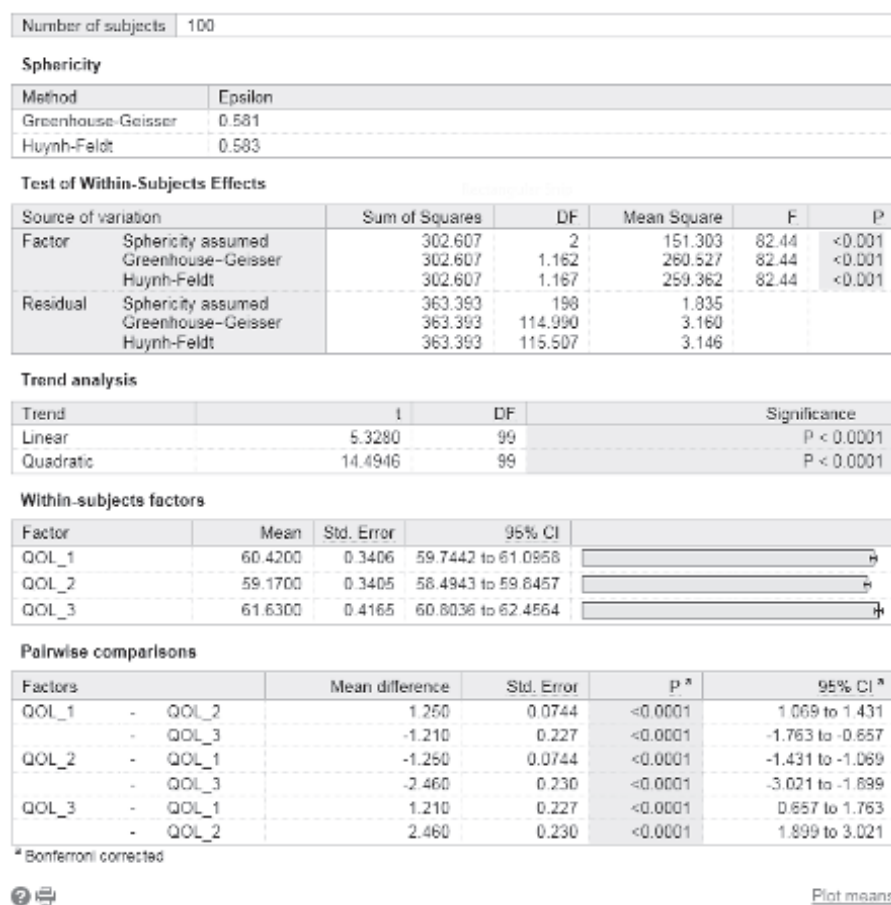 Number of subjects 100
Sphericity
Method Epsilon
Greenhouse-Geisser 0.581
Huynh-Feldt 0.583
Test of Within-Subjects Effects
Source of variation Sum of Squares DF Mean Square F P
Factor Sphericity assumed 302.607 2 151.303 82.44 <0.001
Greenhouse-Geisser 302.607 1.162 260.527 82.44 <0.001
Huynh-Feldt 302.607 1.167 259.362 82.44 <0.001
Residual Sphericity assumed 363.393 198 1.835
Greenhouse-Geisser 363.393 114.990 3.160
Huynh-Feldt 363.393 115.507 3.146
Trend analysis
Trend t DF Significance
Linear 5.3280 99 P < 0.0001
Quadratic 14.4946 99 P < 0.0001
Within-subjects factors
Factor Mean Std. Error 95% CI
QOL_1 60.4200 0.3406 59.7442 to 61.0958
QOL_2 59.1700 0.3405 58.4943 to 59.8457
QOL_3 61.6300 0.4165 60.8036 to 62.4564
Pairwise comparisons
Factors Mean difference Std. Error P a 95% CI a
QOL_1 - QOL_2 1.250 0.0744 <0.0001 1.069 to 1.431
- QOL_3 -1.210 0.227 <0.0001 -1.763 to -0.657
QOL_2 - QOL_1 -1.250 0.0744 <0.0001 -1.431 to -1.069
- QOL_3 -2.460 0.230 <0.0001 -3.021 to -1.899
QOL_3 - QOL_1 1.210 0.227 <0.0001 0.657 to 1.763
- QOL_2 2.460 0.230 <0.0001 1.899 to 3.021
a Bonferroni corrected
Plot means